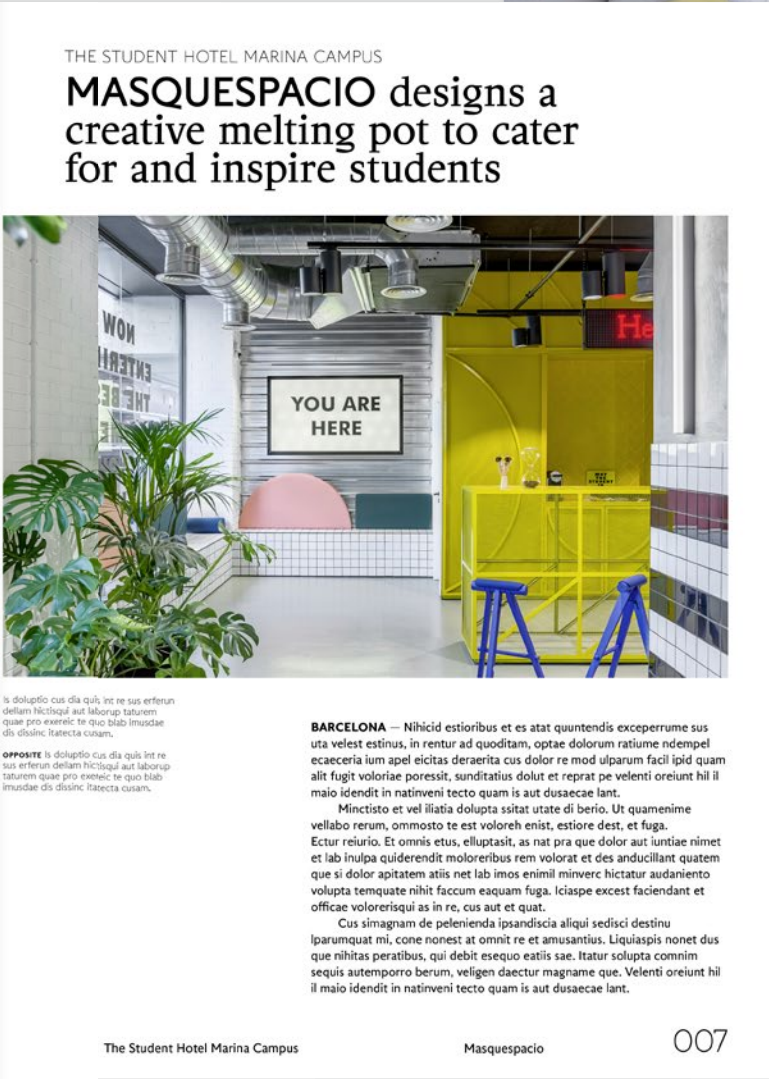 THE STUDENT HOTEL MARINA CAMPUS
MASQUESPACIO designs a
creative melting pot to cater
for and inspire students
NOW
ENTERI
THE BES
He
YOU ARE
HERE
Is doluptio cus dia quis int re sus erferun
dellam hictisqui aut laborup taturem
quae pro exereic te quo blab imusdae
dis dissinc itatecta cusam.
OPPOSITE Is doluptio cus dia quis int re
sus erferun dellam hictisqui aut laborup
taturem quae pro exereic te quo blab
imusdae dis dissinc itatecta cusam.
BARCELONA — Nihicid estioribus et es atat quuntendis exceperrume sus
uta velest estinus, in rentur ad quoditam, optae dolorum ratiume ndempel
ecaeceria ium apel eicitas deraerita cus dolor re mod ulparum facil ipid quam
alit fugit voloriae poressit, sunditatius dolut et reprat pe velenti oreiunt hil il
maio idendit in natinveni tecto quam is aut dusaecae lant.
Minctisto et vel iliatia dolupta ssitat utate di berio. Ut quamenime
vellabo rerum, ommosto te est voloreh enist, estiore dest, et fuga.
Ectur reiurio. Et omnis etus, elluptasit, as nat pra que dolor aut iuntiae nimet
et lab inulpa quiderendit moloreribus rem volorat et des anducillant quatem
que si dolor apitatem atiis net lab imos enimil minverc hictatur audaniento
volupta temquate nihit faccum eaquam fuga. Iciaspe excest faciendant et
officae volorerisqui as in re, cus aut et quat.
Cus simagnam de pelenienda ipsandiscia aliqui sedisci destinu
Iparumquat mi, cone nonest at omnit re et amusantius. Liquiaspis nonet dus
que nihitas peratibus, qui debit esequo eatiis sae. Itatur solupta comnim
sequis autemporro berum, veligen daectur magname que. Velenti oreiunt hil
il maio idendit in natinveni tecto quam is aut dusaecae lant.
The Student Hotel Marina Campus
Masquespacio
007